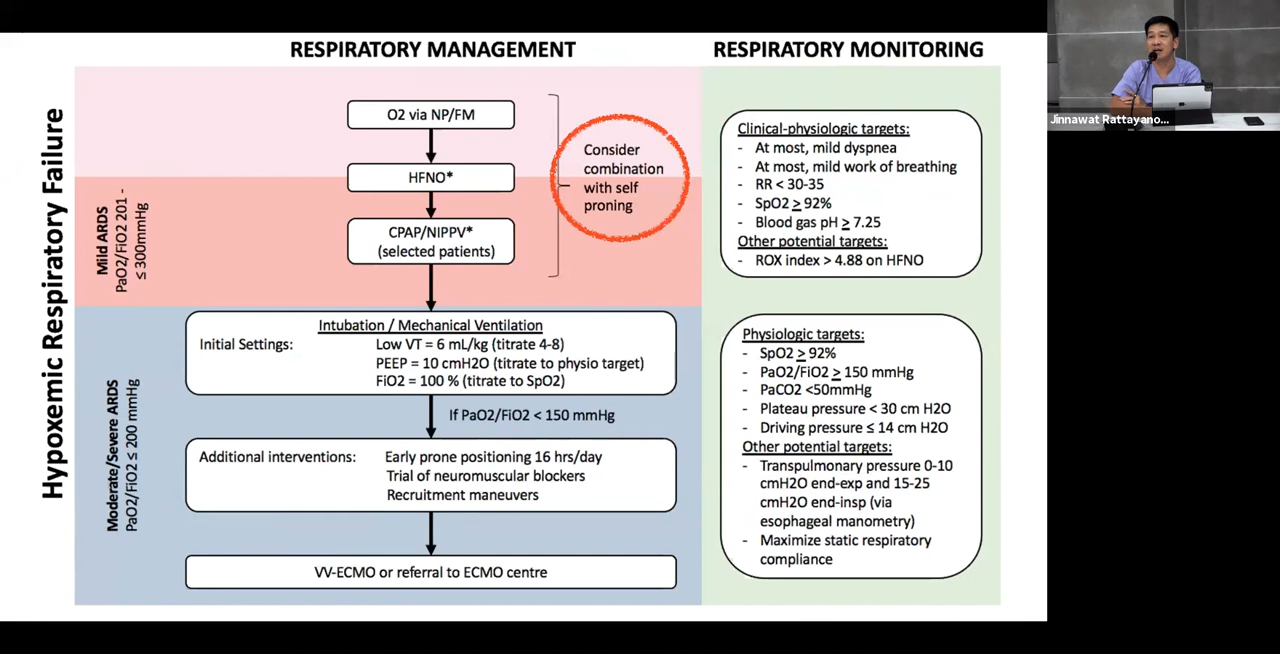 RESPIRATORY MANAGEMENT
RESPIRATORY MONITORING
Hypoxemic Respiratory Failure
Mild ARDS
PaO2/FiO2 201 -
≤ 300mmHg
Moderate/Severe ARDS
PaO2/FiO2 ≤ 200 mmHg
O2 via NP/FM
HFNO*
CPAP/NIPPV*
(selected patients)
Consider
combination
with self
proning
Intubation / Mechanical Ventilation
Initial Settings:
Low VT = 6 mL/kg (titrate 4-8)
PEEP = 10 cmH2O (titrate to physio target)
FiO2 = 100 % (titrate to SpO2)
If PaO2/FiO2 < 150 mmHg
Additional interventions:
Early prone positioning 16 hrs/day
Trial of neuromuscular blockers
Recruitment maneuvers
VV-ECMO or referral to ECMO centre
Clinical-physiologic targets:
- At most, mild dyspnea
- At most, mild work of breathing
- RR < 30-35
- SpO2 ≥ 92%
- Blood gas pH ≥ 7.25
Other potential targets:
- ROX index > 4.88 on HFNO
Physiologic targets:
- SpO2 ≥ 92%
- PaO2/FiO2 ≥ 150 mmHg
- PaCO2 <50mmHg
- Plateau pressure < 30 cm H2O
- Driving pressure ≤ 14 cm H2O
Other potential targets:
- Transpulmonary pressure 0-10
cmH2O end-exp and 15-25
cmH2O end-insp (via
esophageal manometry)
- Maximize static respiratory
compliance
Jinnawat Rattayano...